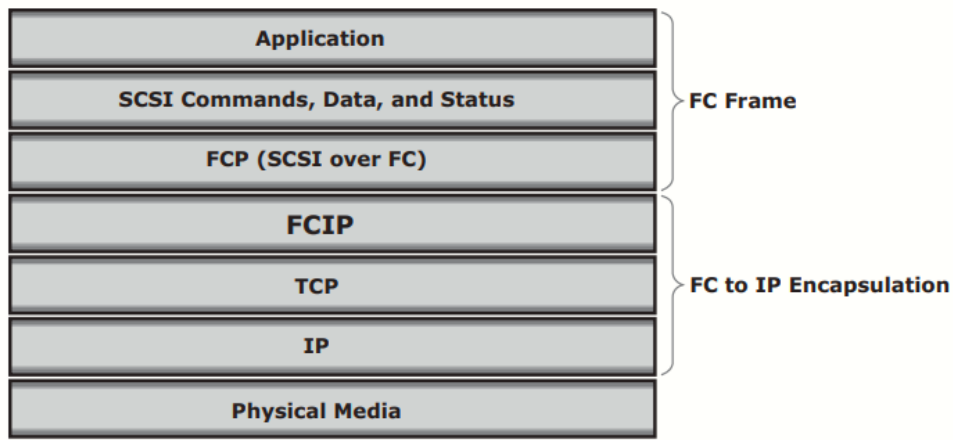 Application
SCSI Commands, Data, and Status
FC Frame
FCP (SCSI over FC)
FCIP
TCP
FC to IP Encapsulation
IP
Physical Media